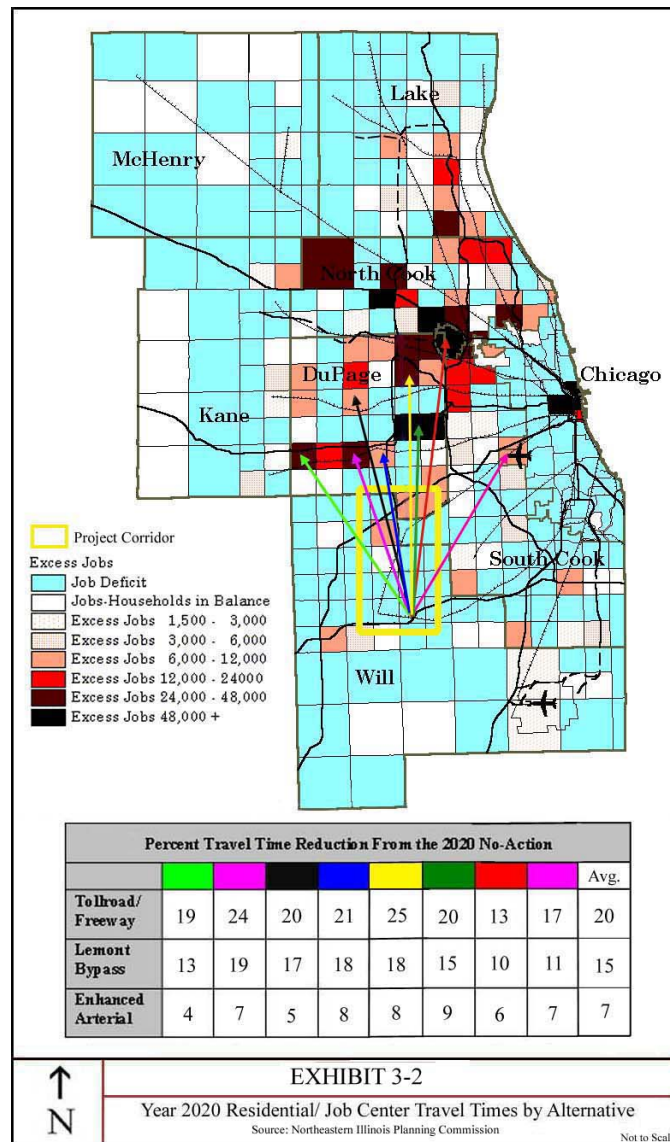 Lake
McHenry
North Cook
DuPage
Chicago
Kane
Project Corridor
Excess Jobs
Job Deficit
Jobs-Households in Balance
Excess Jobs 1,500 - 3,000
Excess Jobs 3,000 - 6,000
Excess Jobs 6,000 - 12,000
Excess Jobs 12,000 - 24000
Excess Jobs 24,000 - 48,000
Excess Jobs 48,000 +
South Cook
Will
Percent Travel Time Reduction From the 2020 No-Action
Avg.
Tollroad/
Freeway 19 24 20 21 25 20 13 17 20
Lemont
Bypass 13 19 17 18 18 15 10 11 15
Enhanced
Arterial 4 7 5 8 8 9 6 7 7
N
EXHIBIT 3-2
Year 2020 Residential/ Job Center Travel Times by Alternative
Source: Northeastern Illinois Planning Commission
Not to Scal